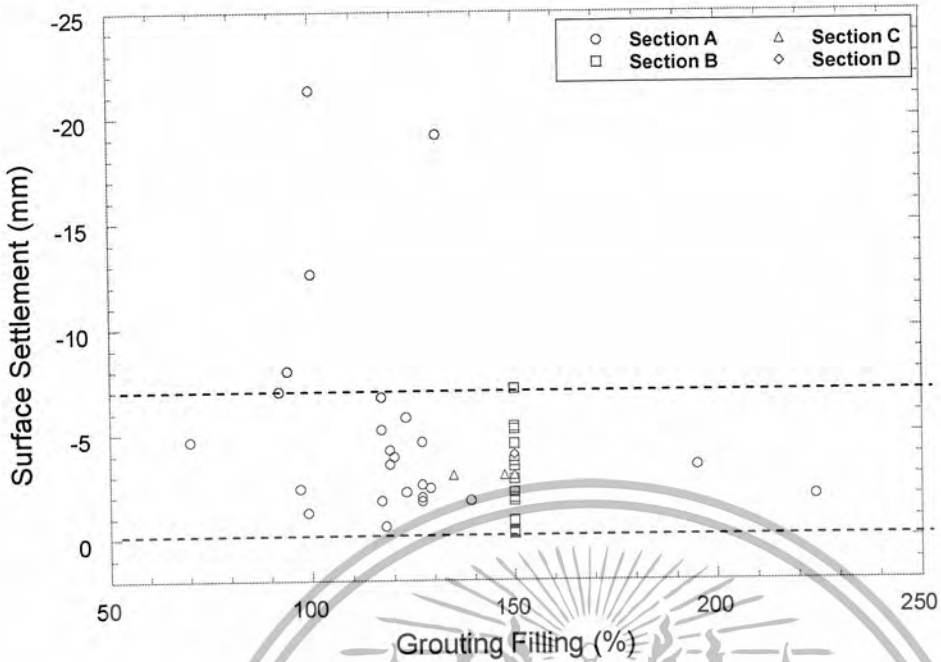 -25
-20
-15
-10
-5
0
50 100 150 200 250
Surface Settlement (mm)
Grouting Filling (%)
Section A Section C
Section B Section D